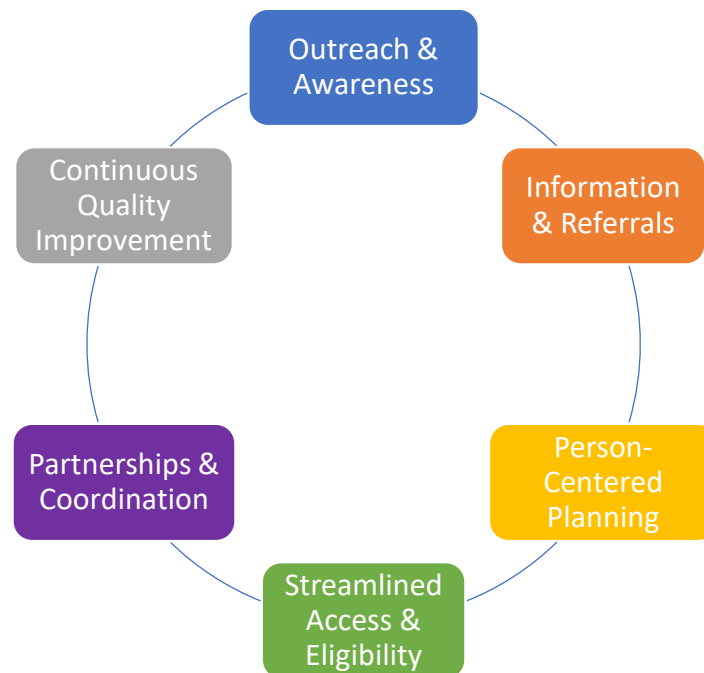 Outreach &
Awareness
Information
& Referrals
Person-
Centered
Planning
Streamlined
Access &
Eligibility
Partnerships &
Coordination
Continuous
Quality
Improvement